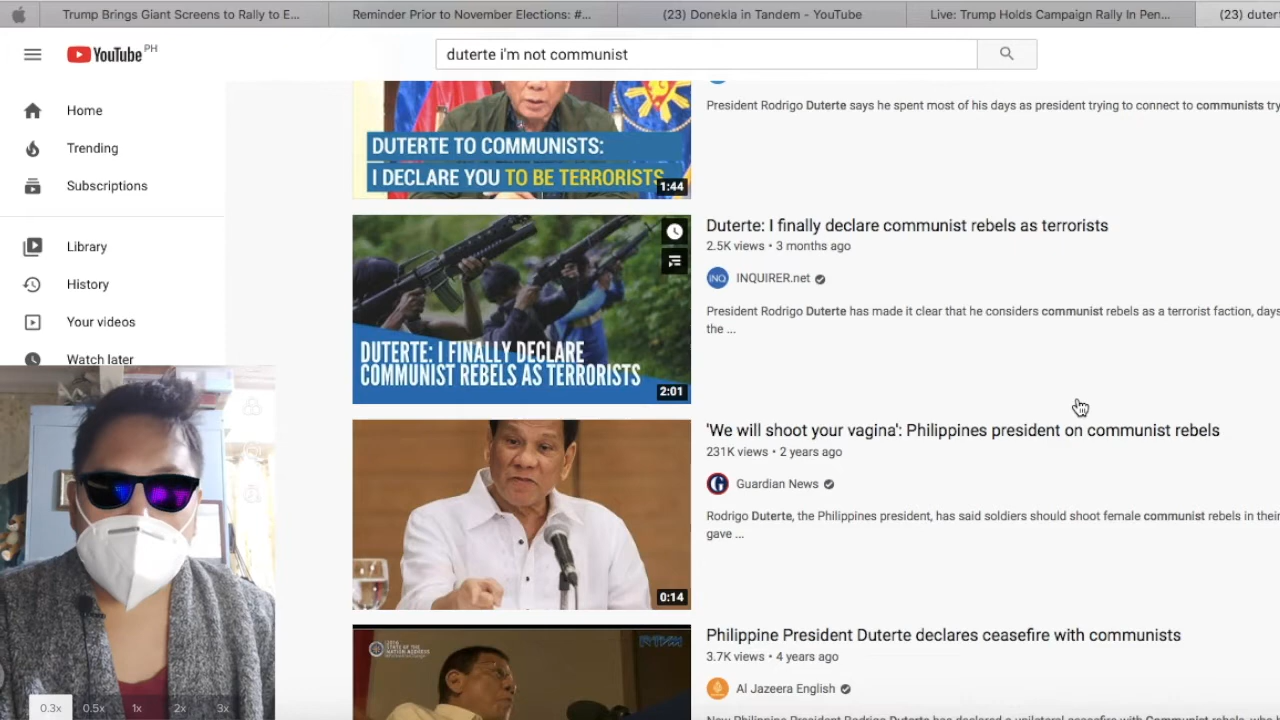 Trump Brings Giant Screens to Rally to E...
Reminder Prior to November Elections: #...
(23) Donekla in Tandem - YouTube
Live: Trump Holds Campaign Rally In Pen...
(23) duter
YouTube PH
duterte i'm not communist
Home
Trending
Subscriptions
Library
History
Your videos
Watch later
DUTERTE TO COMMUNISTS:
I DECLARE YOU TO BE TERRORISTS
1:44
President Rodrigo Duterte says he spent most of his days as president trying to connect to communists try
DUTERTE: I FINALLY DECLARE
COMMUNIST REBELS AS TERRORISTS
2:01
Duterte: I finally declare communist rebels as terrorists
2.5K views • 3 months ago
INQ INQUIRER.net
President Rodrigo Duterte has made it clear that he considers communist rebels as a terrorist faction, days
the ...
0:14
'We will shoot your vagina': Philippines president on communist rebels
231K views • 2 years ago
Guardian News
Rodrigo Duterte, the Philippines president, has said soldiers should shoot female communist rebels in their
gave ...
STATE OF THE
NATION ADDRESS
RTVM
Philippine President Duterte declares ceasefire with communists
3.7K views • 4 years ago
Al Jazeera English
0.3x 0.5x 1x 2x 3x